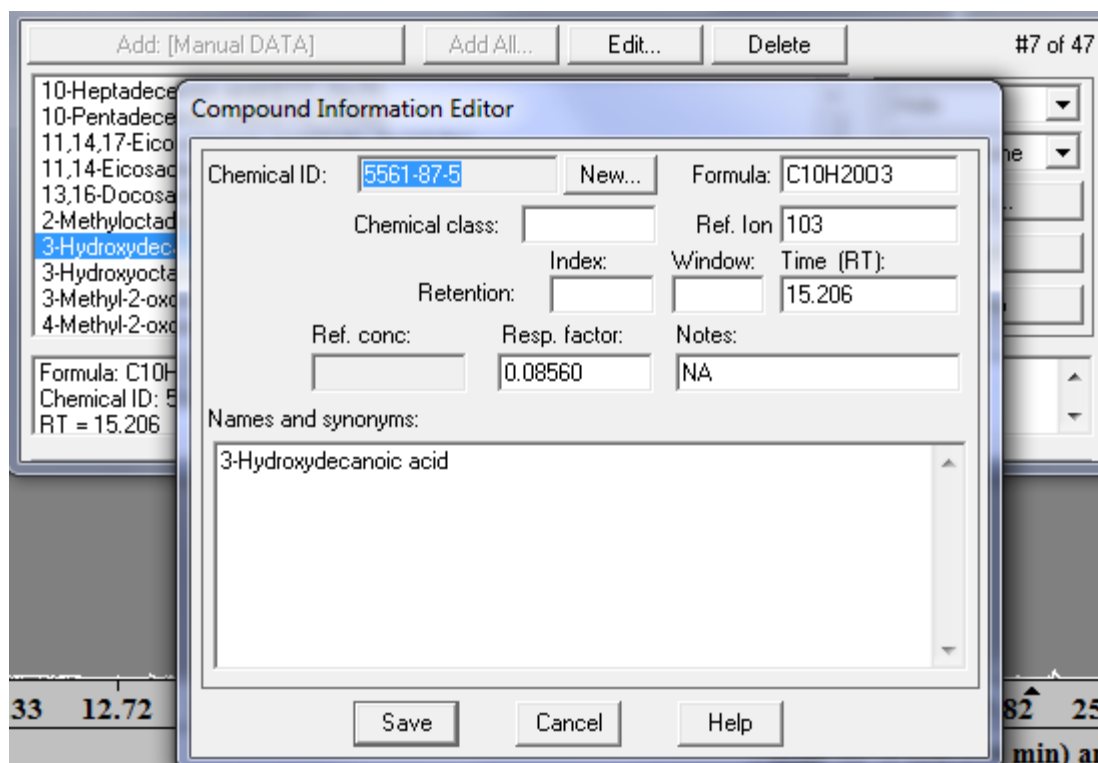 Add: [Manual DATA] Add All... Edit... Delete #7 of 47
10-Heptadece
10-Pentadece
11,14,17-Eico
11,14-Eicosac
13,16-Docosa
2-Methyloctad
3-Hydroxydec
3-Hydroxyocta
3-Methyl-2-oxo
4-Methyl-2-oxo
Formula: C10H
Chemical ID: 5
RT = 15.206
Compound Information Editor
Chemical ID: 5561-87-5 New... Formula: C10H20O3
Chemical class: Ref. Ion 103
Index: Window: Time (RT):
Retention: 15.206
Ref. conc: Resp. factor: Notes:
0.08560 NA
Names and synonyms:
3-Hydroxydecanoic acid
Save Cancel Help
33 12.72 82 25
min) ar